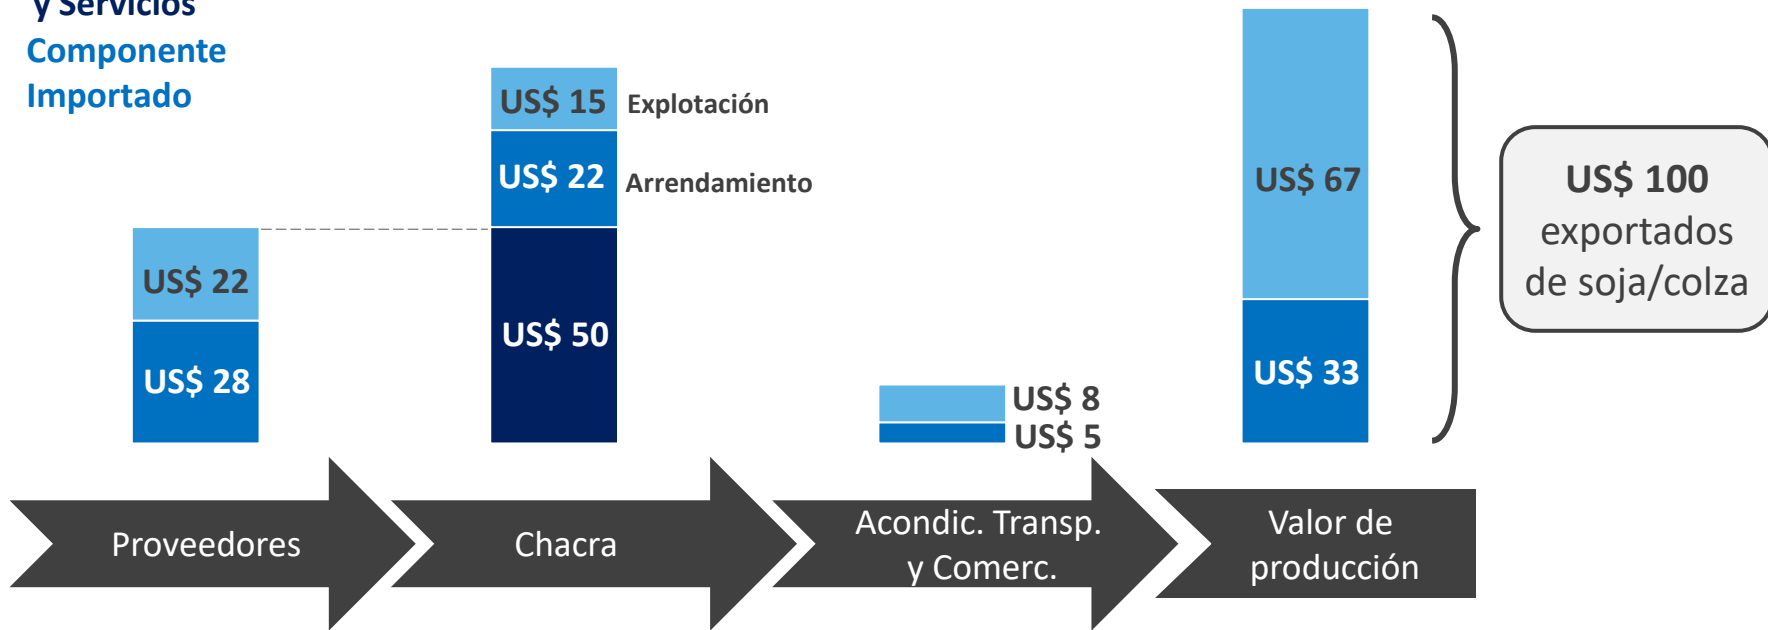 y Servicios
Componente
Importado
US$ 15 Explotación
US$ 22 Arrendamiento
US$ 50
US$ 22
US$ 28
US$ 8
US$ 5
US$ 67
US$ 33
US$ 100
exportados
de soja/colza
Proveedores
Chacra
Acondic. Transp.
y Comerc.
Valor de
producción